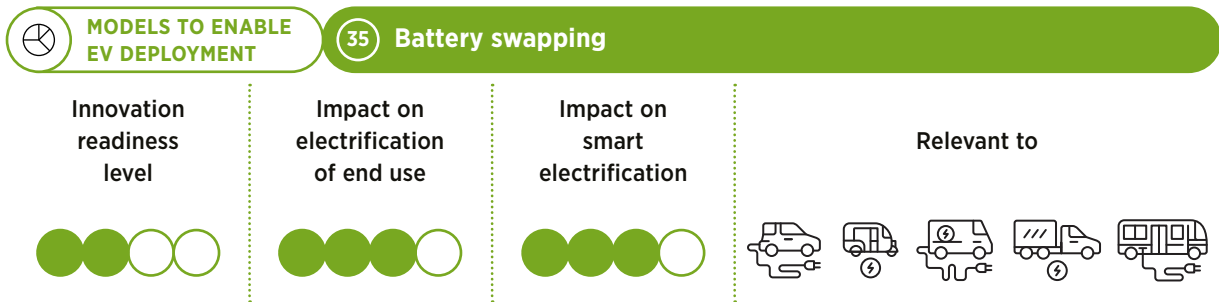 MODELS TO ENABLE
EV DEPLOYMENT
35 Battery swapping
Innovation
readiness
level
Impact on
electrification
of end use
Impact on
smart
electrification
Relevant to